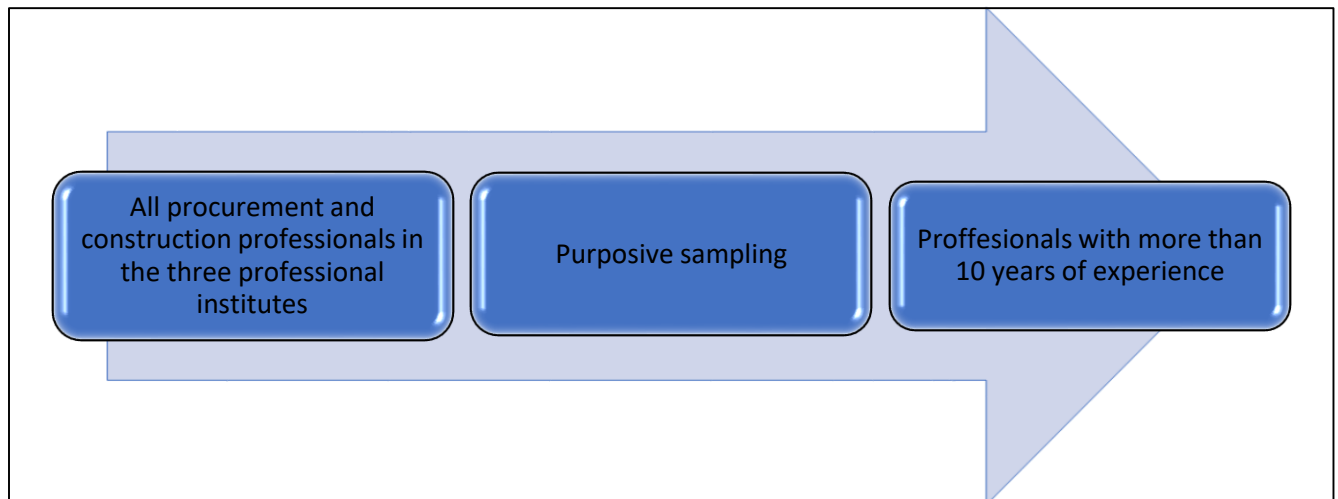 All procurement and
construction professionals in
the three professional
institutes
Purposive sampling
Proffesionals with more than
10 years of experience